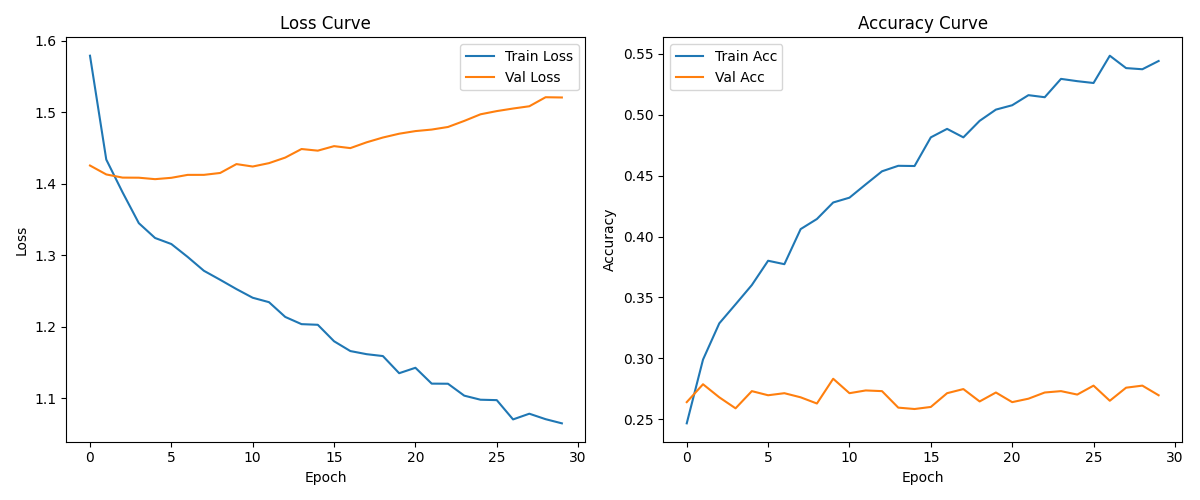 Loss Curve
1.6
1.5
1.4
1.3
1.2
1.1
Loss
0
5
10
15
20
25
30
Epoch
Train Loss
Val Loss
Accuracy Curve
0.55
0.50
0.45
0.40
0.35
0.30
0.25
Accuracy
0
5
10
15
20
25
30
Epoch
Train Acc
Val Acc